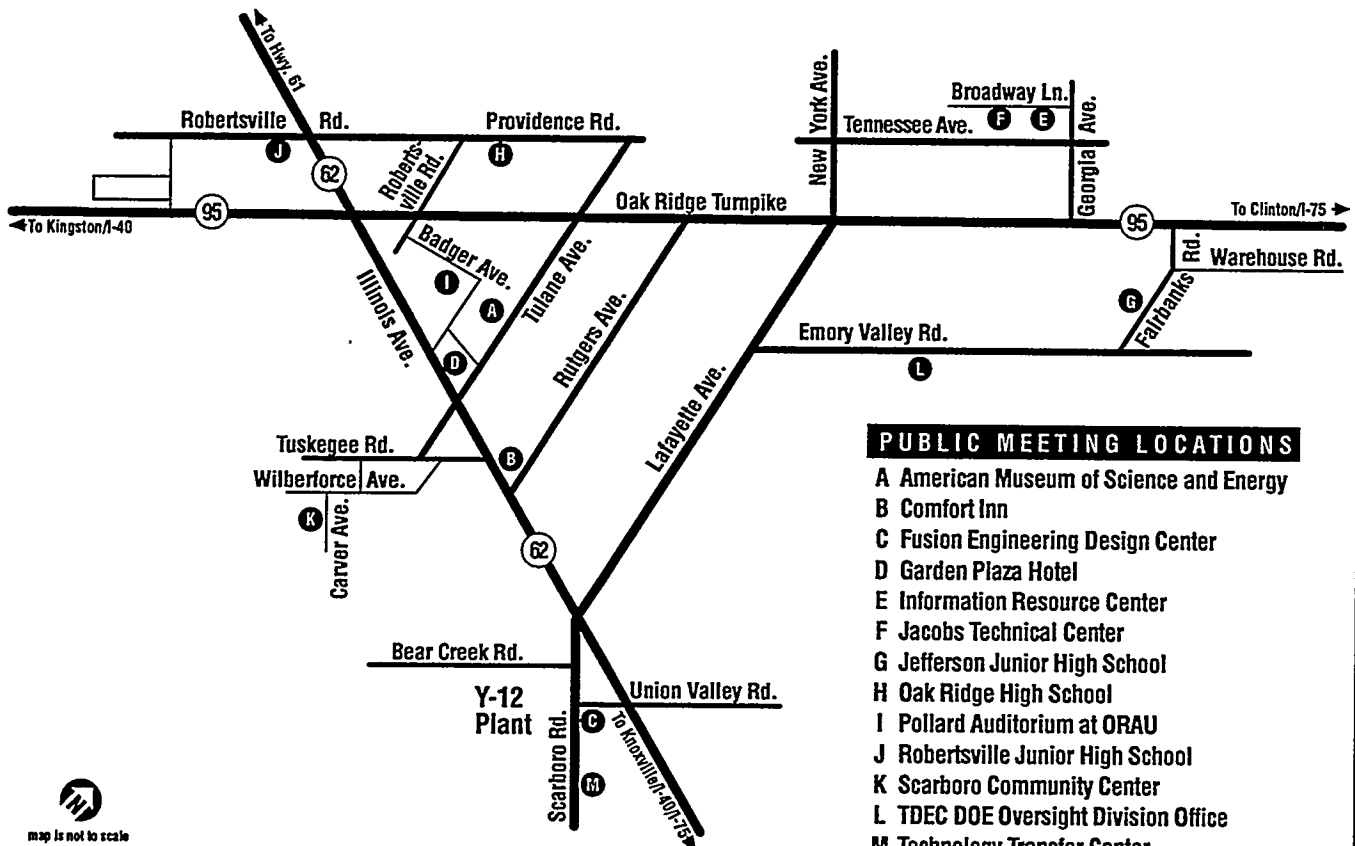 To Hwy. 61
Robertsville Rd.
Providence Rd.
J
62
Roberts-
ville Rd.
H
New York Ave.
Broadway Ln.
F
E
Tennessee Ave.
Georgia Ave.
95
Oak Ridge Turnpike
95
To Kingston/I-40
To Clinton/I-75
Badger Ave.
I
A
Tulane Ave.
Illinois Ave.
D
Rutgers Ave.
Fairbanks Rd.
Warehouse Rd.
G
Emory Valley Rd.
L
Lafayette Ave.
Tuskegee Rd.
B
Wilberforce Ave.
K
Carver Ave.
62
Bear Creek Rd.
Y-12
Plant
Union Valley Rd.
C
Scarboro Rd.
M
To Knoxville/I-40/I-75
N
map is not to scale
PUBLIC MEETING LOCATIONS
A American Museum of Science and Energy
B Comfort Inn
C Fusion Engineering Design Center
D Garden Plaza Hotel
E Information Resource Center
F Jacobs Technical Center
G Jefferson Junior High School
H Oak Ridge High School
I Pollard Auditorium at ORAU
J Robertsville Junior High School
K Scarboro Community Center
L TDEC DOE Oversight Division Office
M Technology Transfer Center